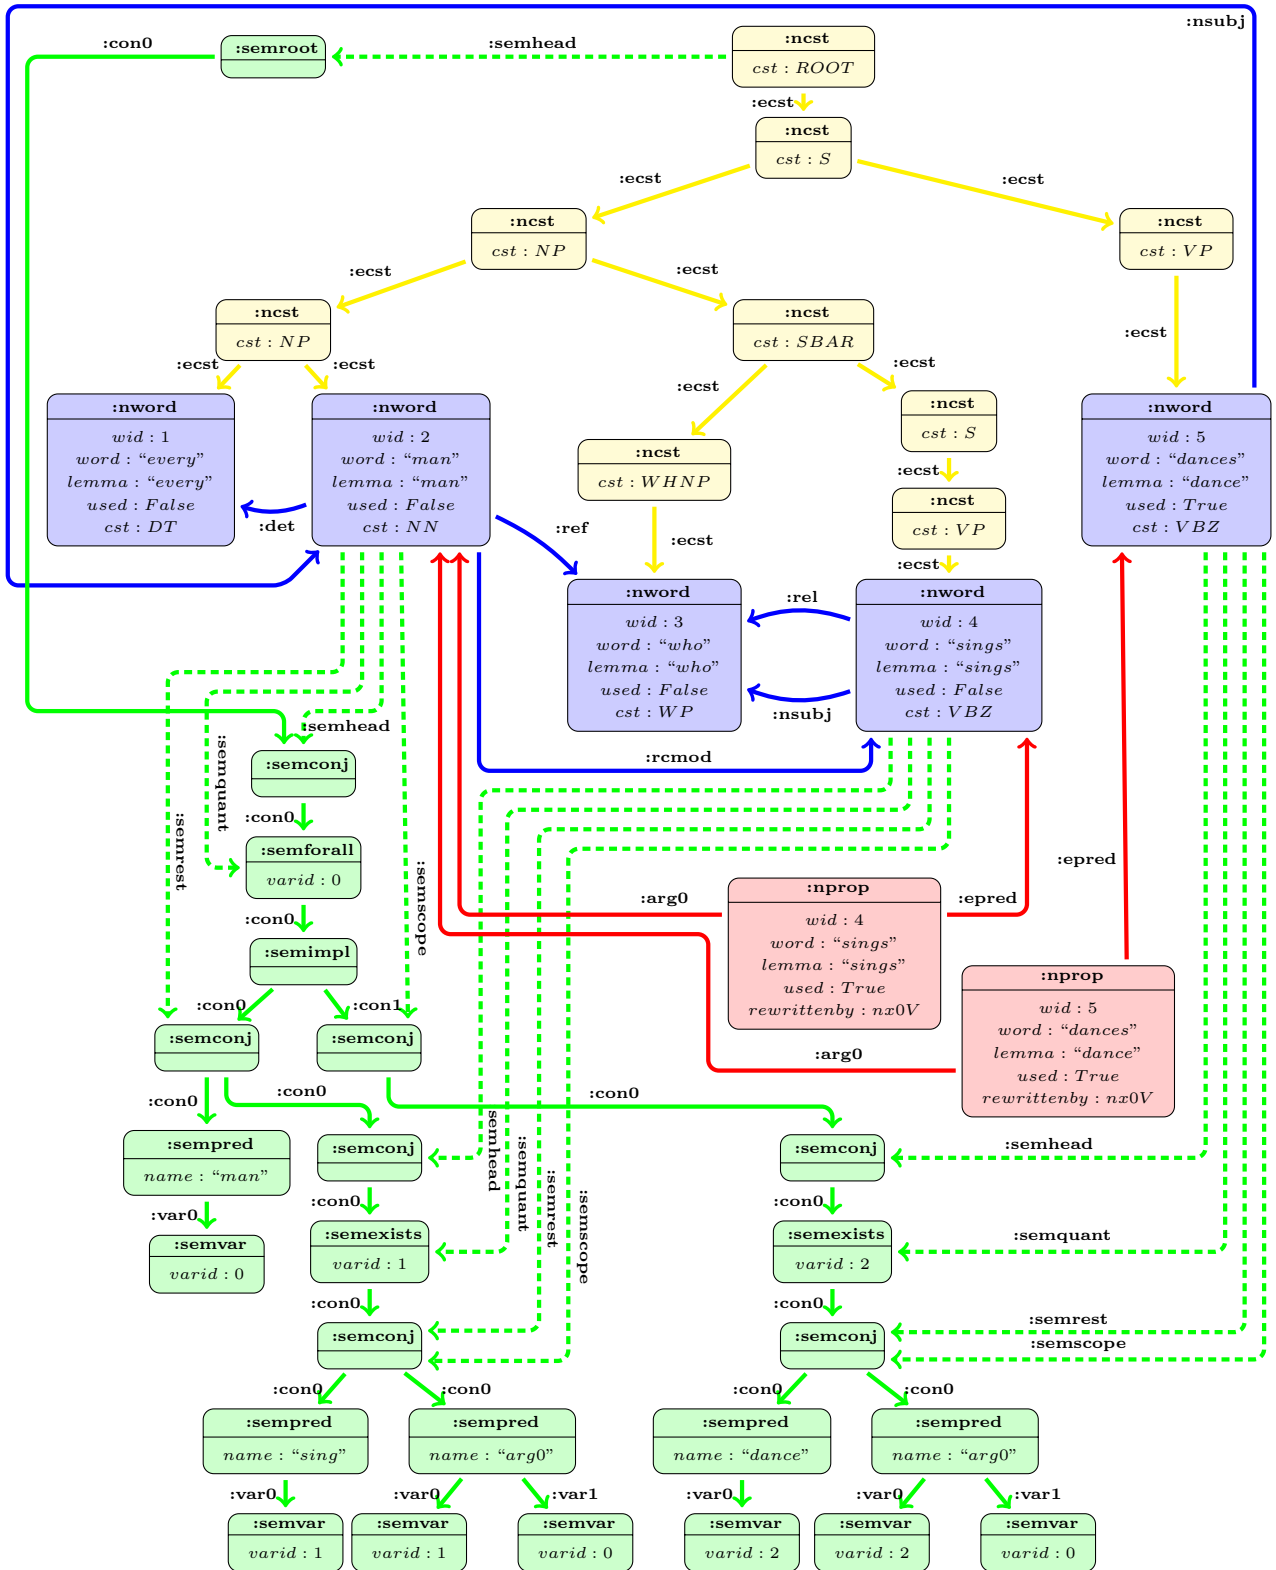 :nsubj
:con0
:semroot
:semhead
:ncst
cst : ROOT
:ecst
:ncst
cst : S
:ecst
:ecst
:ncst
cst : NP
:ncst
cst : VP
:ecst
:ecst
:ncst
cst : NP
:ncst
cst : SBAR
:ecst
:ecst
:ecst
:ecst
:ecst
:nword
wid : 1
word : “every”
lemma : “every”
used : False
cst : DT
:nword
wid : 2
word : “man”
lemma : “man”
used : False
cst : NN
:ncst
cst : S
:nword
wid : 5
word : “dances”
lemma : “dance”
used : True
cst : VBZ
:ncst
cst : WHNP
:ecst
:ncst
cst : VP
:det
:ref
:ecst
:ecst
:nword
wid : 3
word : “who”
lemma : “who”
used : False
cst : WP
:rel
:nsubj
:nword
wid : 4
word : “sings”
lemma : “sings”
used : False
cst : VBZ
:semhead
:semquant
:semrest
:rcmod
:semconj
:con0
:semforall
varid : 0
:semscope
:con0
:semimpl
:arg0
:nprop
wid : 4
word : “sings”
lemma : “sings”
used : True
rewrittenby : nx0V
:epred
:epred
:nprop
wid : 5
word : “dances”
lemma : “dance”
used : True
rewrittenby : nx0V
:arg0
:con0
:con1
:semconj
:semconj
:con0
:con0
:con0
:sempred
name : “man”
:semconj
semhead
:semquant
:semrest
:semscope
:semconj
:semhead
:var0
:con0
:con0
:semvar
varid : 0
:semexists
varid : 1
:semexists
varid : 2
:semquant
:con0
:con0
:semconj
:semconj
:semrest
:semscope
:con0
:con0
:con0
:con0
:sempred
name : “sing”
:sempred
name : “arg0”
:sempred
name : “dance”
:sempred
name : “arg0”
:var0
:var0
:var1
:var0
:var0
:var1
:semvar
varid : 1
:semvar
varid : 1
:semvar
varid : 0
:semvar
varid : 2
:semvar
varid : 2
:semvar
varid : 0